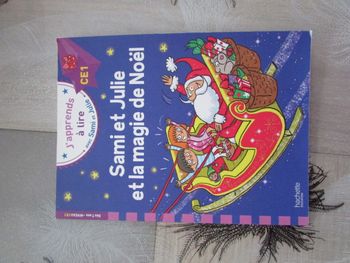 J'apprends
à lire
avec Sami et Julie
CE1
Sami et Julie
et la magie de Noël
hachette